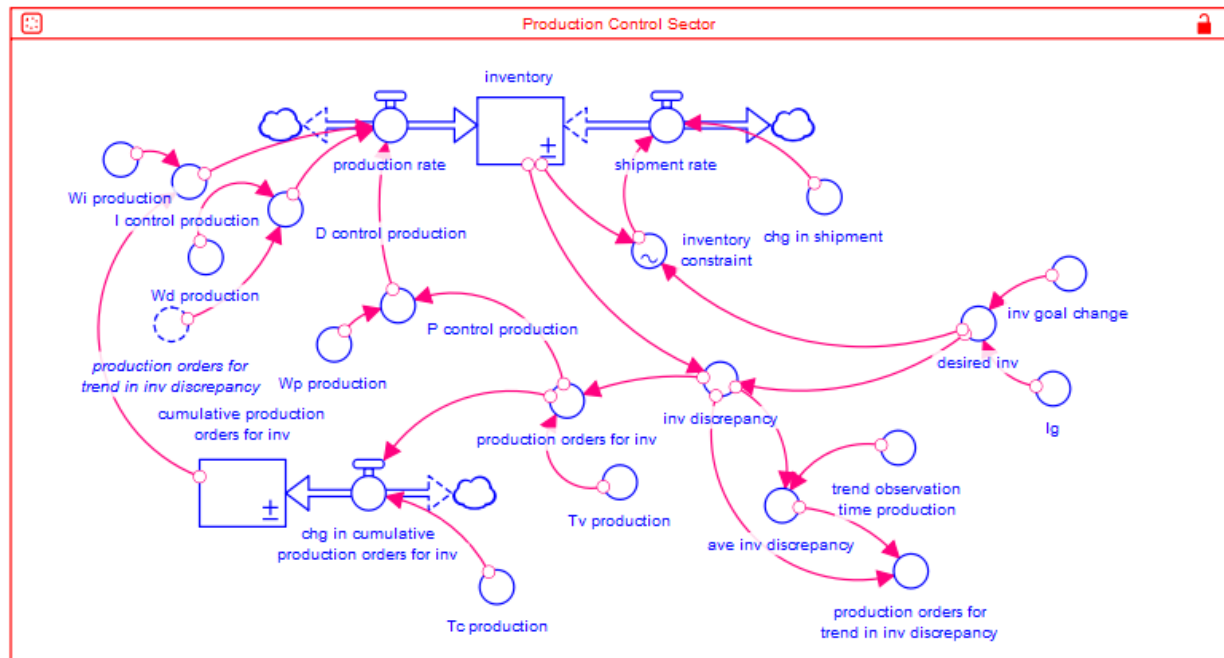 Production Control Sector
inventory
production rate
shipment rate
Wi production
I control production
D control production
inventory
constraint
chg in shipment
Wd production
inv goal change
P control production
production orders for
trend in inv discrepancy
Wp production
desired inv
cumulative production
orders for inv
production orders for inv
inv discrepancy
Ig
trend observation
time production
Tv production
chg in cumulative
production orders for inv
ave inv discrepancy
Tc production
production orders for
trend in inv discrepancy